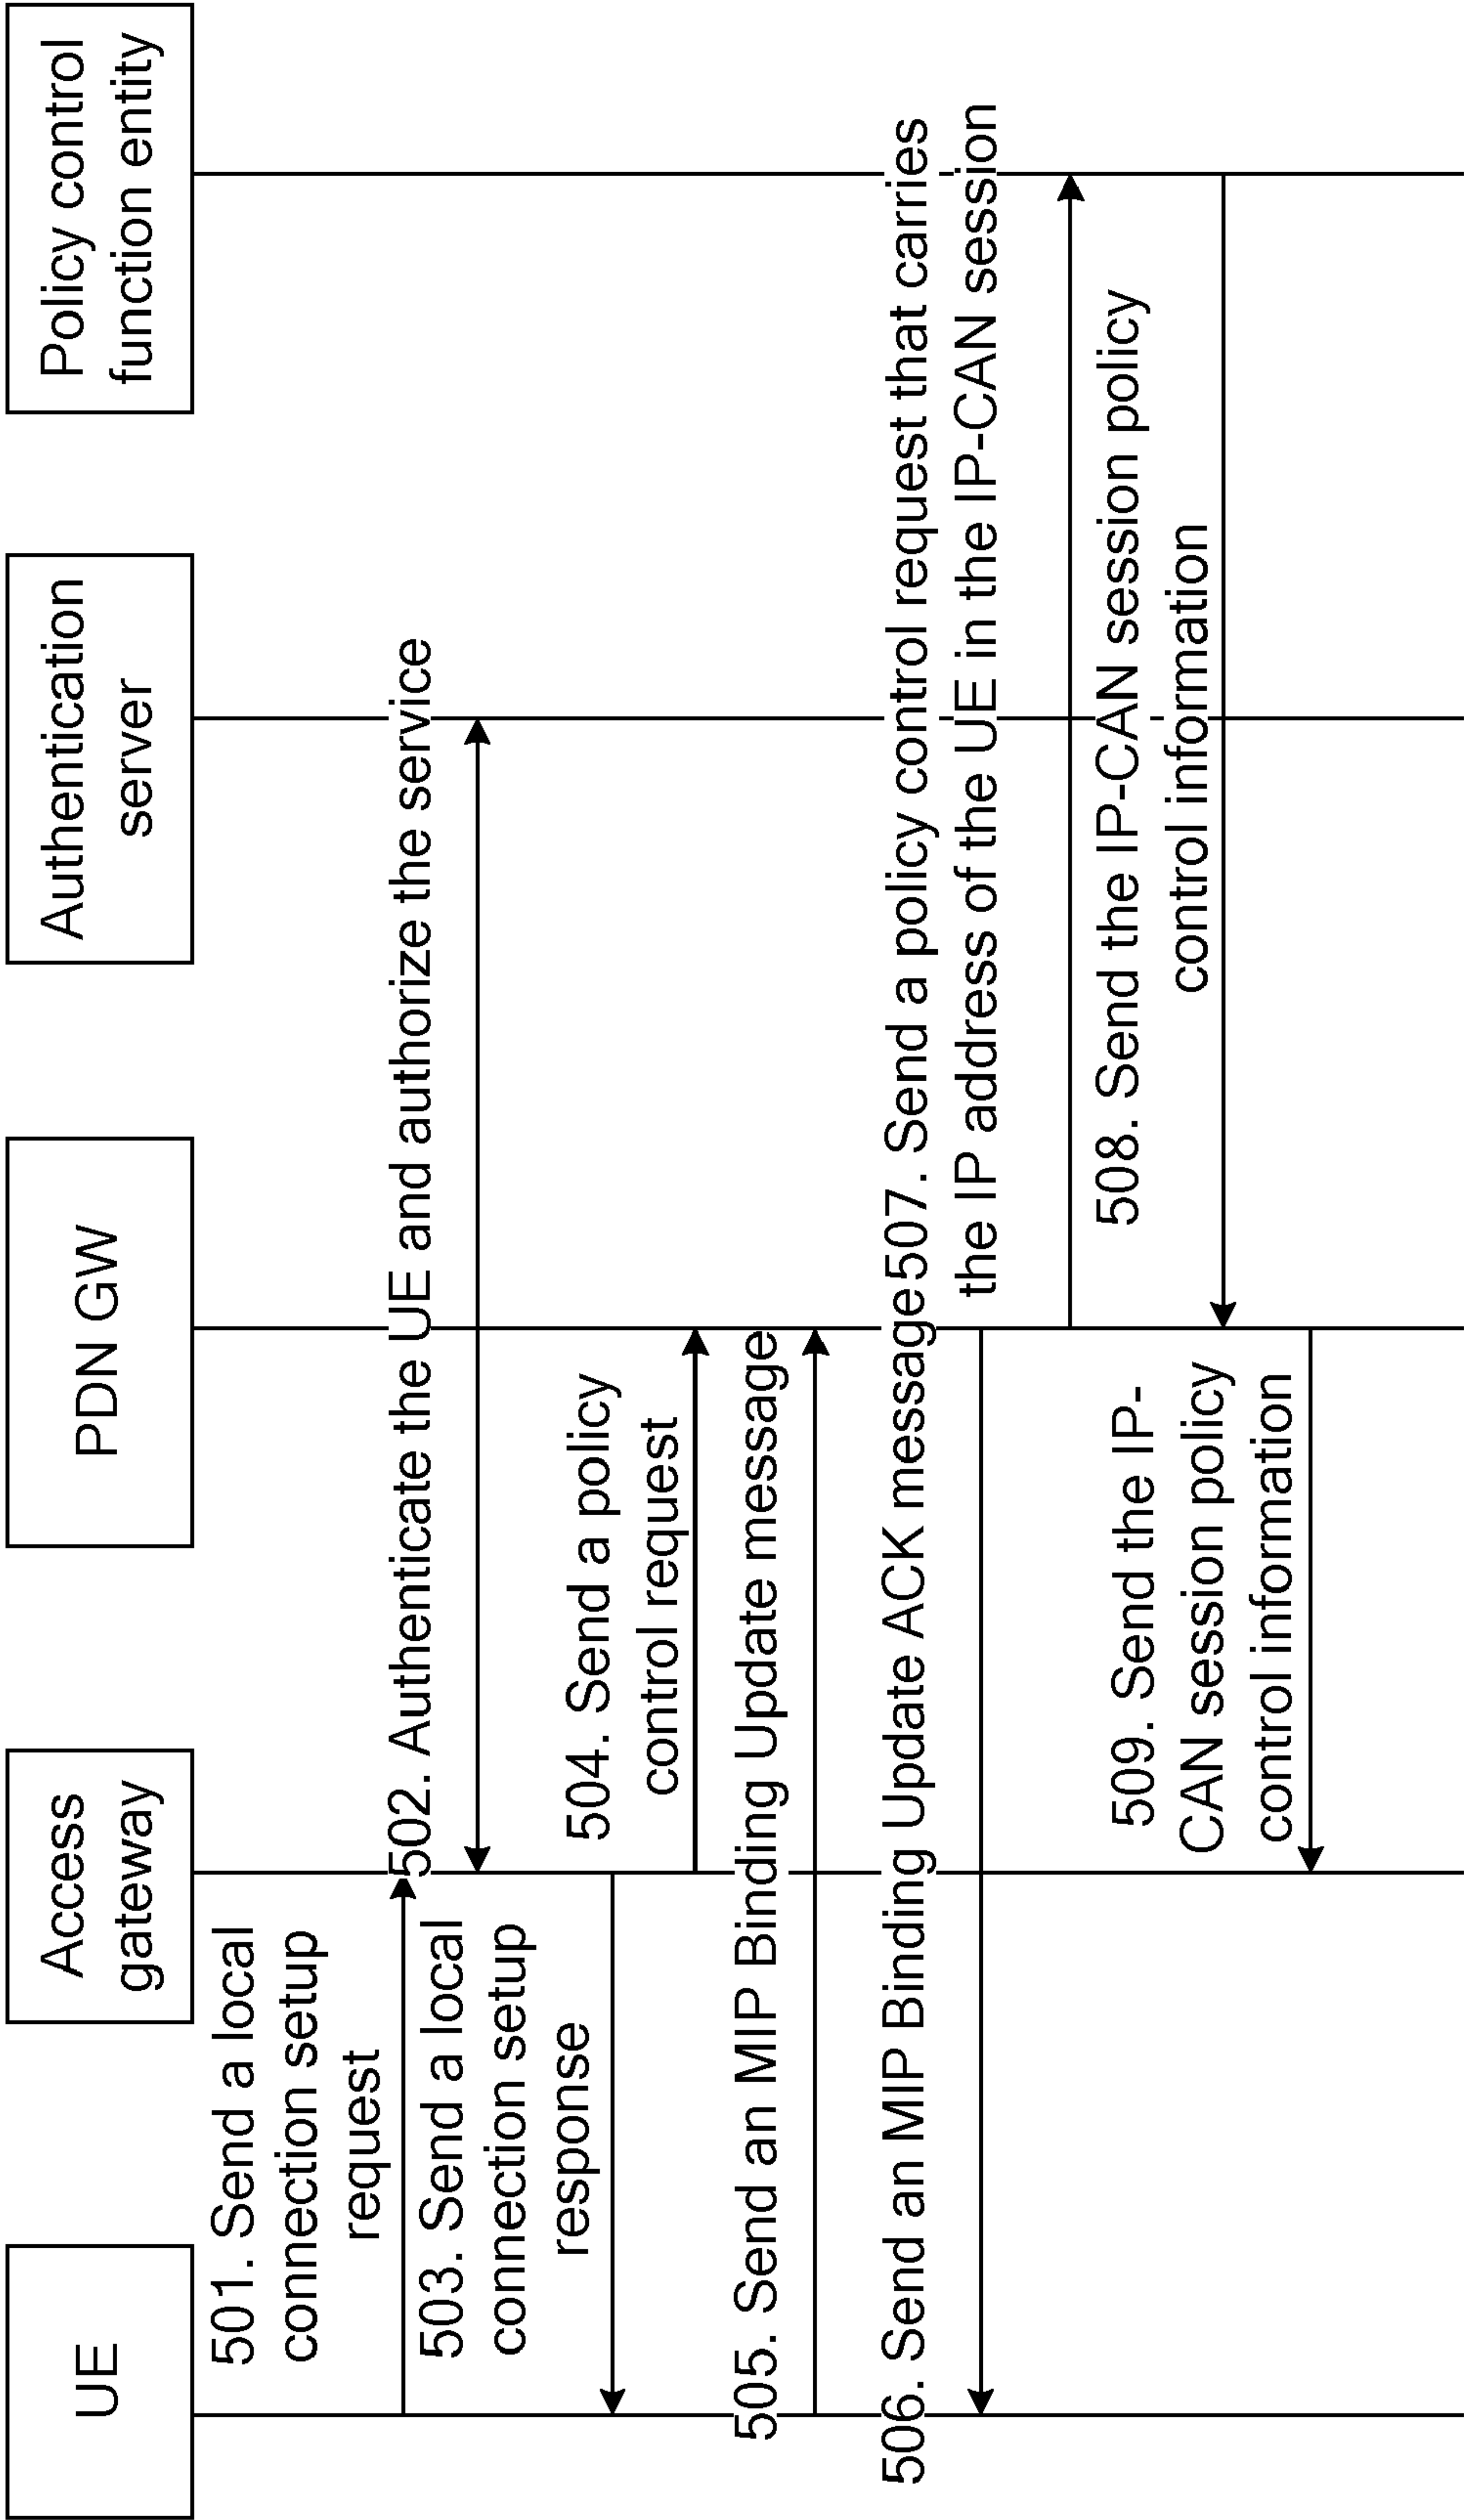 UE
Access
gateway
PDN GW
Authentication
server
Policy control
function entity
501. Send a local
connection setup
request
502. Authenticate the UE and authorize the service
503. Send a local
connection setup
response
504. Send a policy
control request
505. Send an MIP Binding Update message
506. Send an MIP Binding Update ACK message
507. Send a policy control request that carries
the IP address of the UE in the IP-CAN session
508. Send the IP-CAN session policy
control information
509. Send the IP-
CAN session policy
control information